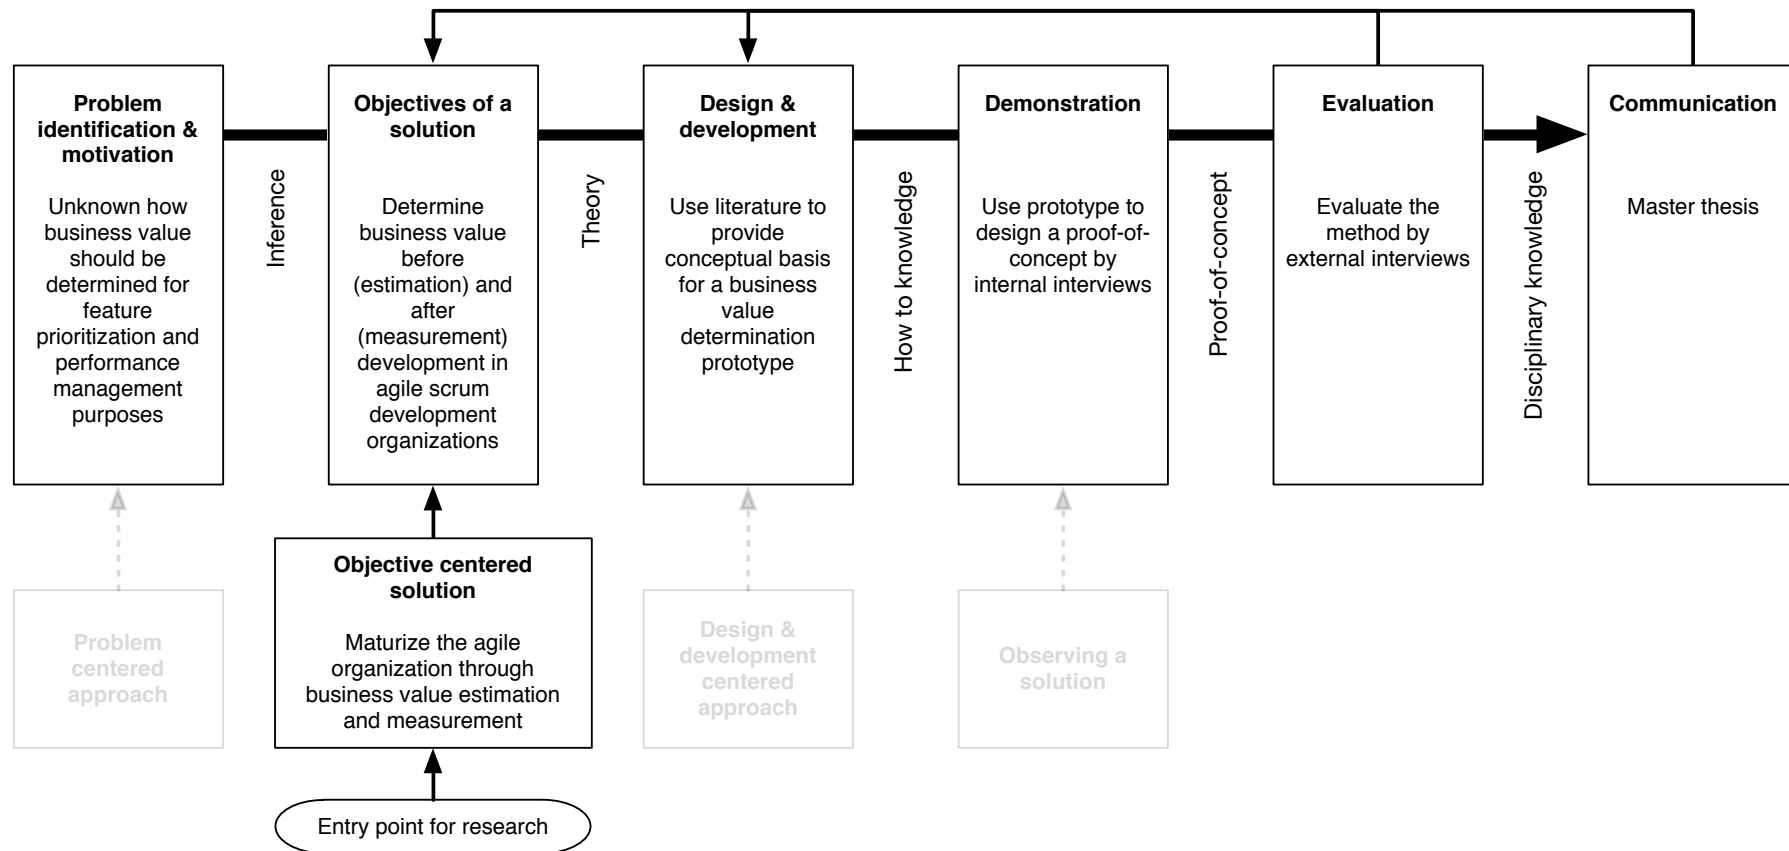 Problem
identification &
motivation
Unknown how
business value
should be
determined for
feature
prioritization and
performance
management
purposes
Inference
Objectives of a
solution
Determine
business value
before
(estimation) and
after
(measurement)
development in
agile scrum
development
organizations
Theory
Design &
development
Use literature to
provide
conceptual basis
for a business
value
determination
prototype
How to knowledge
Demonstration
Use prototype to
design a proof-of-
concept by
internal interviews
Proof-of-concept
Evaluation
Evaluate the
method by
external interviews
Disciplinary knowledge
Communication
Master thesis
Problem
centered
approach
Objective centered
solution
Maturize the agile
organization through
business value estimation
and measurement
Design &
development
centered
approach
Observing a
solution
Entry point for research